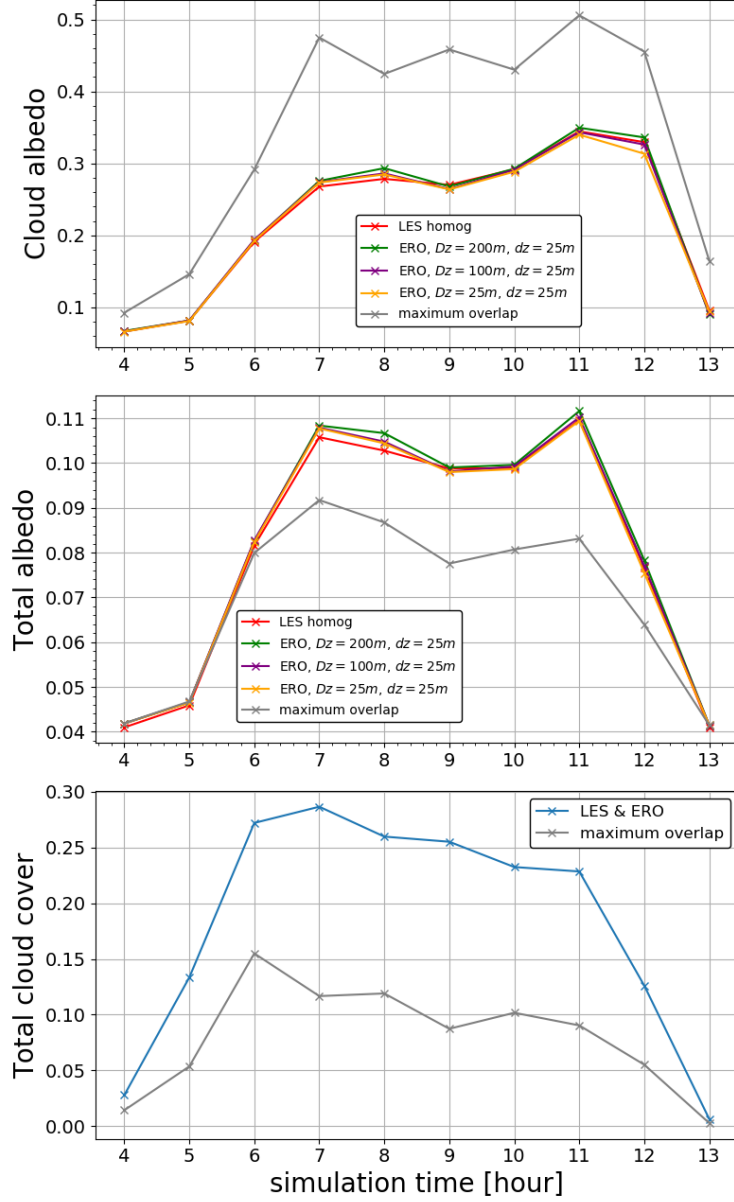 Cloud albedo
0.5
0.4
0.3
0.2
0.1
LES homog
ERO, Dz = 200m, dz = 25m
ERO, Dz = 100m, dz = 25m
ERO, Dz = 25m, dz = 25m
maximum overlap
4 5 6 7 8 9 10 11 12 13
Total albedo
0.11
0.10
0.09
0.08
0.07
0.06
0.05
0.04
LES homog
ERO, Dz = 200m, dz = 25m
ERO, Dz = 100m, dz = 25m
ERO, Dz = 25m, dz = 25m
maximum overlap
4 5 6 7 8 9 10 11 12 13
Total cloud cover
0.30
0.25
0.20
0.15
0.10
0.05
0.00
LES & ERO
maximum overlap
4 5 6 7 8 9 10 11 12 13
simulation time [hour]